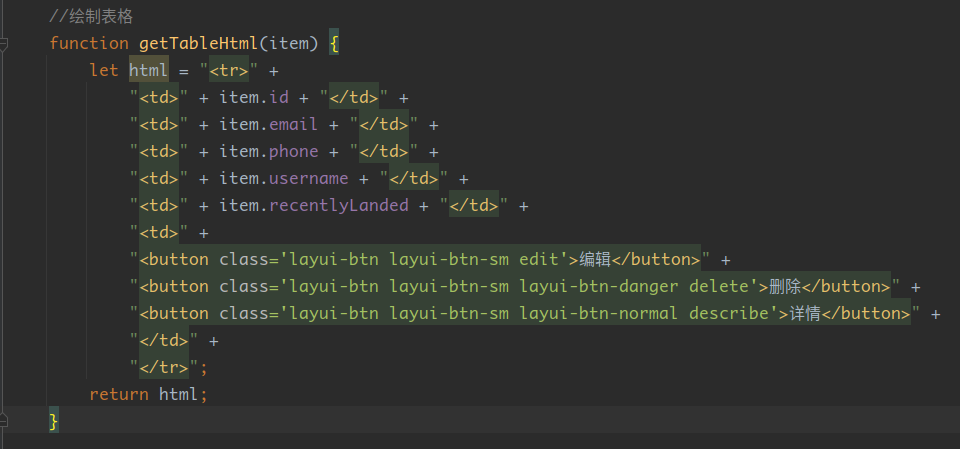 //绘制表格
function getTableHtml(item) {
    let html = "<tr>" +
        "<td>" + item.id + "</td>" +
        "<td>" + item.email + "</td>" +
        "<td>" + item.phone + "</td>" +
        "<td>" + item.username + "</td>" +
        "<td>" + item.recentlyLanded + "</td>" +
        "<td>" +
        "<button class='layui-btn layui-btn-sm edit'>编辑</button>" +
        "<button class='layui-btn layui-btn-sm layui-btn-danger delete'>删除</button>" +
        "<button class='layui-btn layui-btn-sm layui-btn-normal describe'>详情</button>" +
        "</td>" +
        "</tr>";
    return html;
}